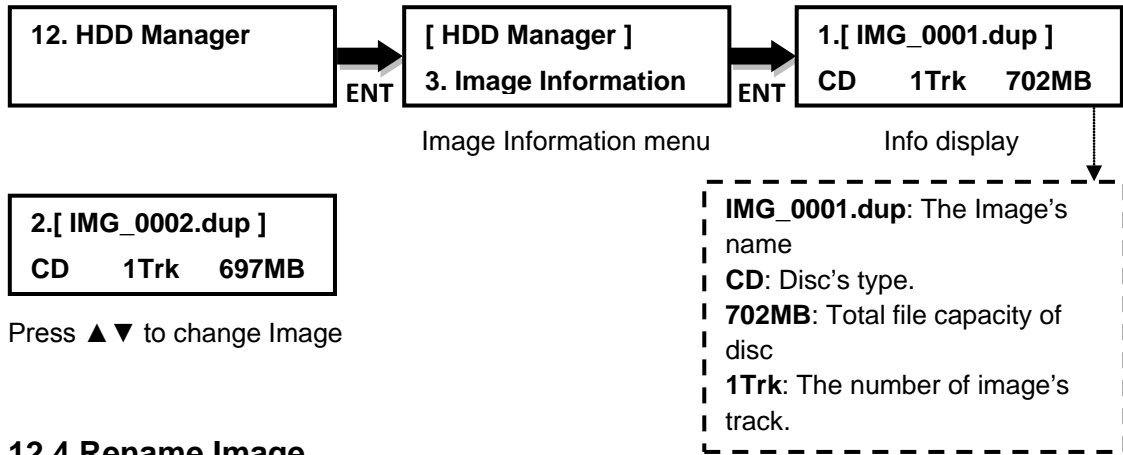 12. HDD Manager
ENT
[ HDD Manager ]
3. Image Information
ENT
1.[ IMG_0001.dup ]
CD 1Trk 702MB
Image Information menu
Info display
2.[ IMG_0002.dup ]
CD 1Trk 697MB
Press ▲▼ to change Image
IMG_0001.dup: The Image's
name
CD: Disc's type.
702MB: Total file capacity of
disc
1Trk: The number of image's
track.
12.4 Rename Image